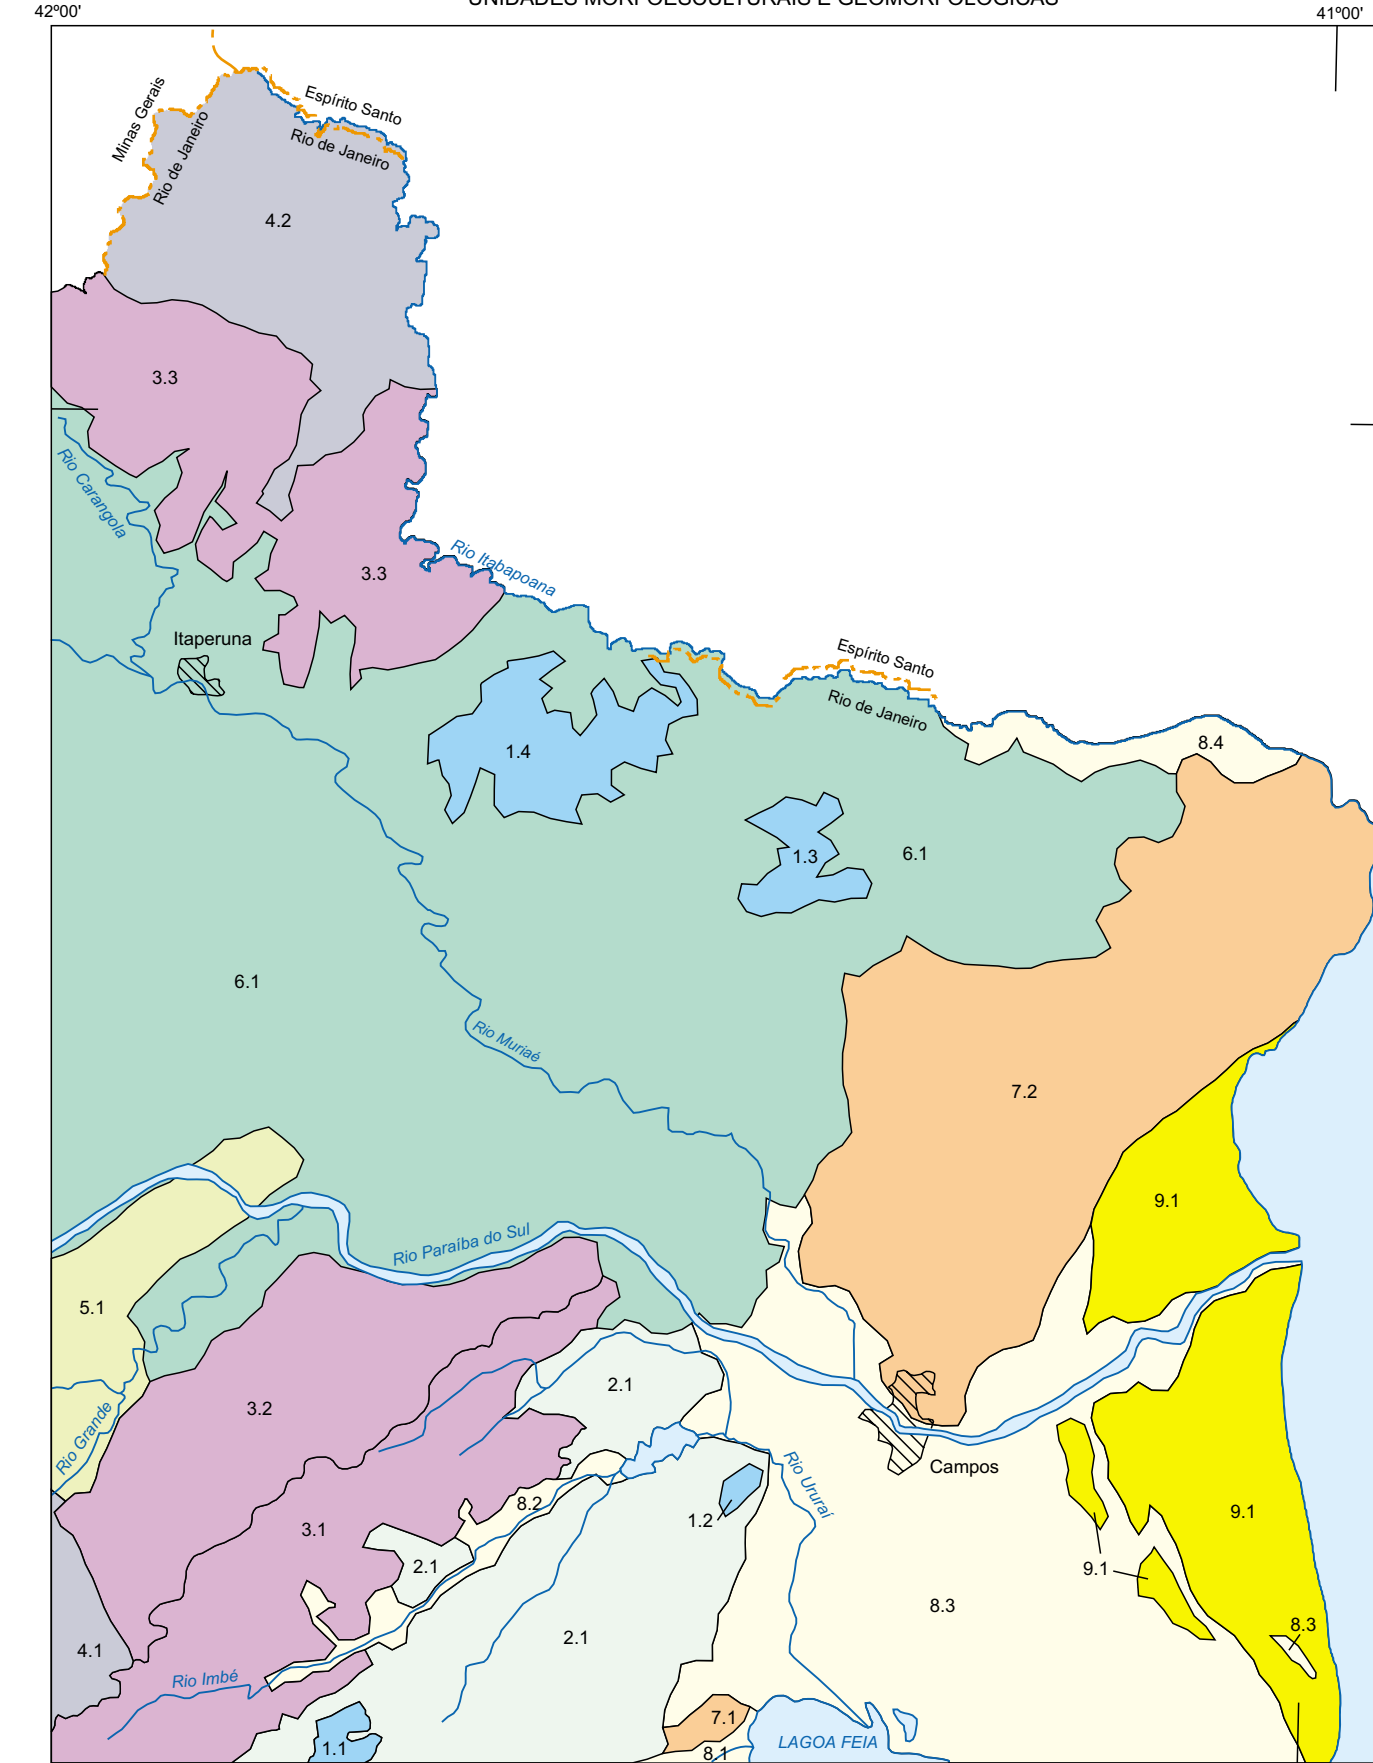 UNIDADES MORFOESCULTURAIS E GEOMORFOLÓGICAS
42º00'
41º00'
Minas Gerais
Rio de Janeiro
Espírito Santo
Rio de Janeiro
4.2
3.3
Rio Carangola
3.3
Rio Itabapoana
Itaperuna
Espírito Santo
Rio de Janeiro
8.4
1.4
1.3
6.1
6.1
Rio Muriaé
7.2
9.1
Rio Paraíba do Sul
5.1
2.1
3.2
Rio Grande
Campos
Rio Ururaí
8.2
1.2
9.1
3.1
2.1
9.1
8.3
8.3
2.1
4.1
Rio Imbé
7.1
LAGOA FEIA
1.1
8.1